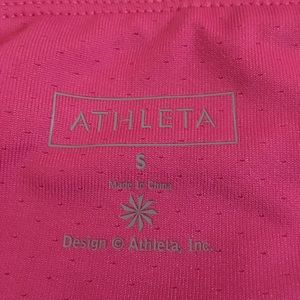 ATHLETA
S
Made in China
Design © Athleta, Inc.